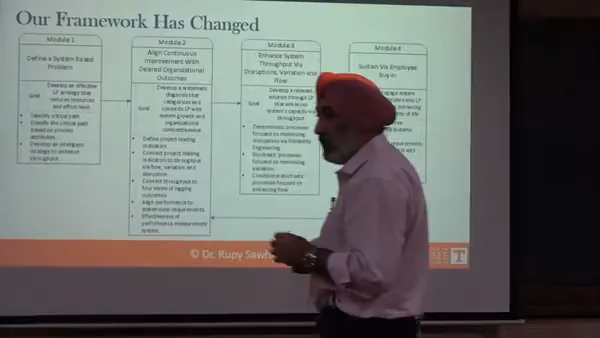 Our Framework Has Changed
Module 1
Define a System Based
Problem
Goal
Develop an effective
LP strategy that
reduces resources
and effort level
Identify critical path
Classify the critical path
based on process
attributes
Develop an intelligent
strategy to enhance
throughput
Module 2
Align Continuous
Improvement With
Desired Organizational
Outcomes
Goal
Develop a systematic
diagnosis that
categorizes and
connects LP with
system growth and
organizational
competitiveness
Define project leading
indicators
Connect project leading
indicators to throughput
via flow, variation and
disruption
Connect throughput to
four levels of lagging
outcomes
Align performance to
stakeholder requirements
Effectiveness of
performance measurement
system
Module 3
Enhance System
Throughput Via
Disruptions, Variation and
Flow
Goal
Develop a relevant
solution through LP
that enhances
system's capacity via
throughput
Deterministic processes
focused on minimizing
disruptions via Reliability
Engineering
Stochastic processes
focused on minimizing
variation
Conditional stochastic
processes focused on
enhancing flow
Module 4
Sustain Via Employee
Buy-in
© Dr. Rupy Sawh
T